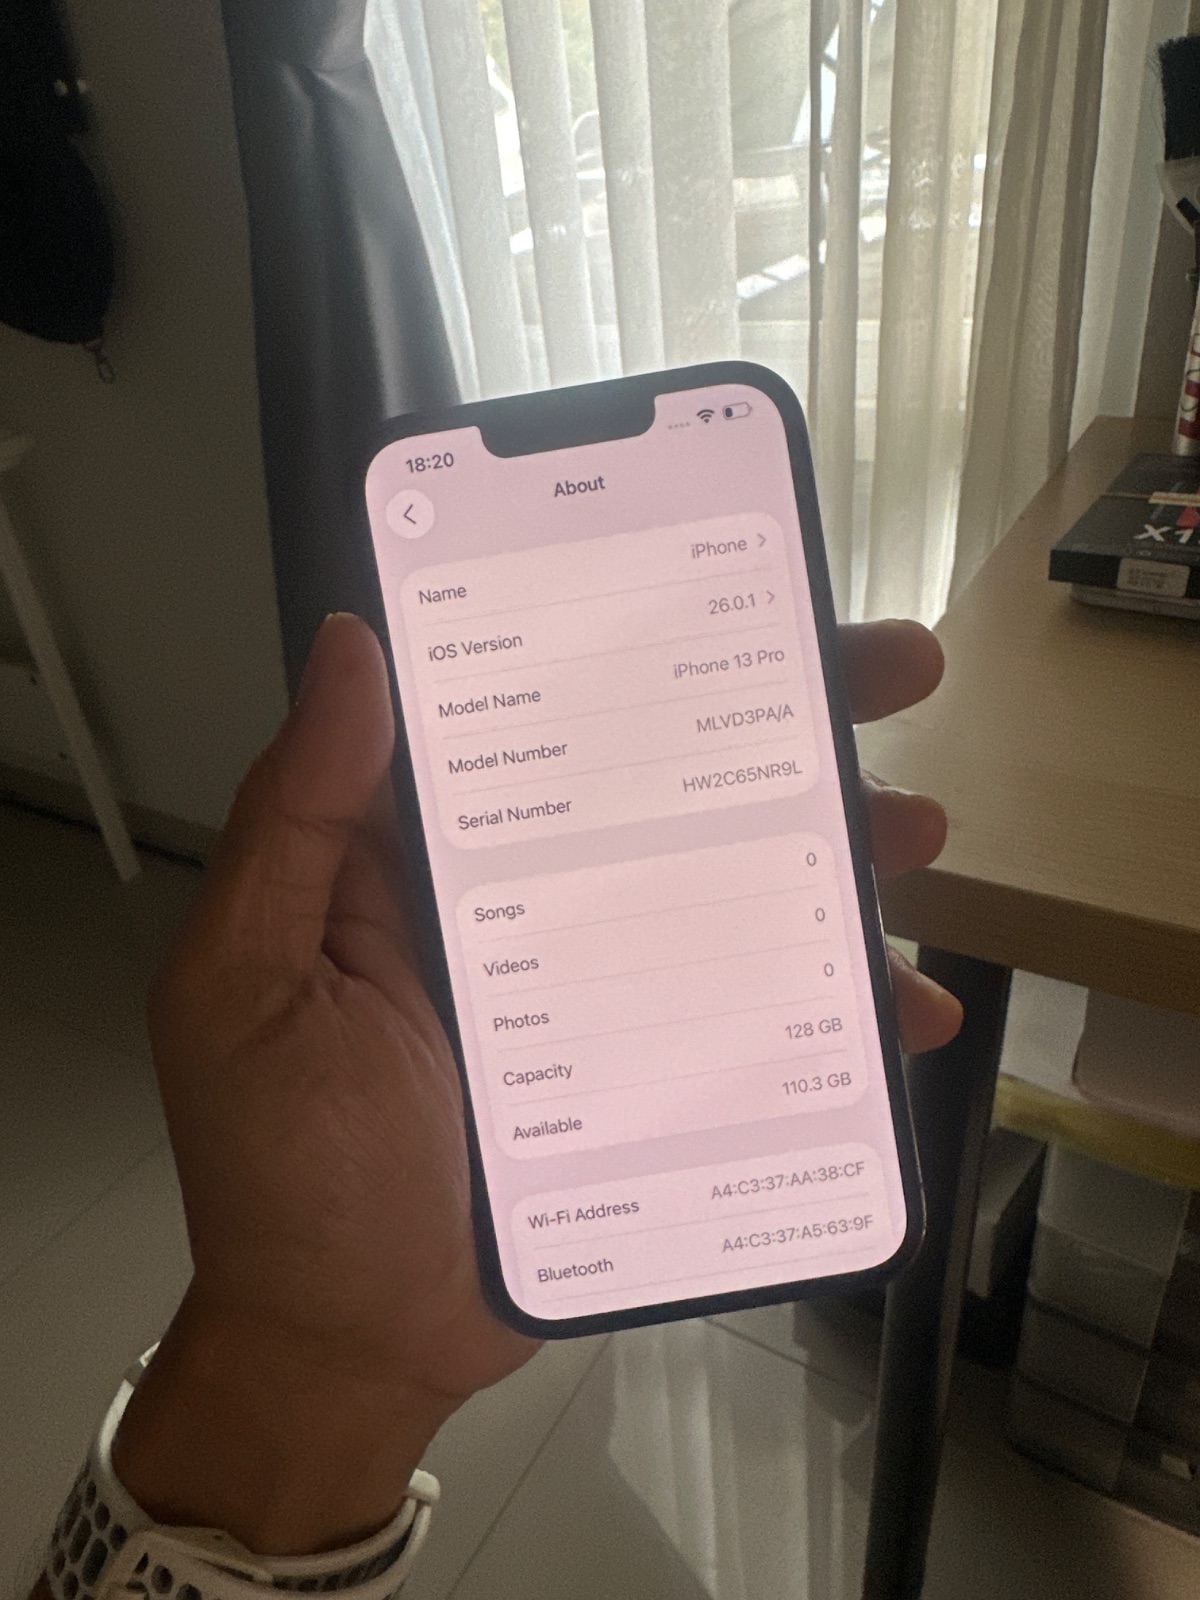 18:20
About
Name iPhone
iOS Version 26.0.1
Model Name iPhone 13 Pro
Model Number MLVD3PA/A
Serial Number HW2C65NR9L
Songs 0
Videos 0
Photos 0
Capacity 128 GB
Available 110.3 GB
Wi-Fi Address A4:C3:37:AA:38:CF
Bluetooth A4:C3:37:A5:63:9F